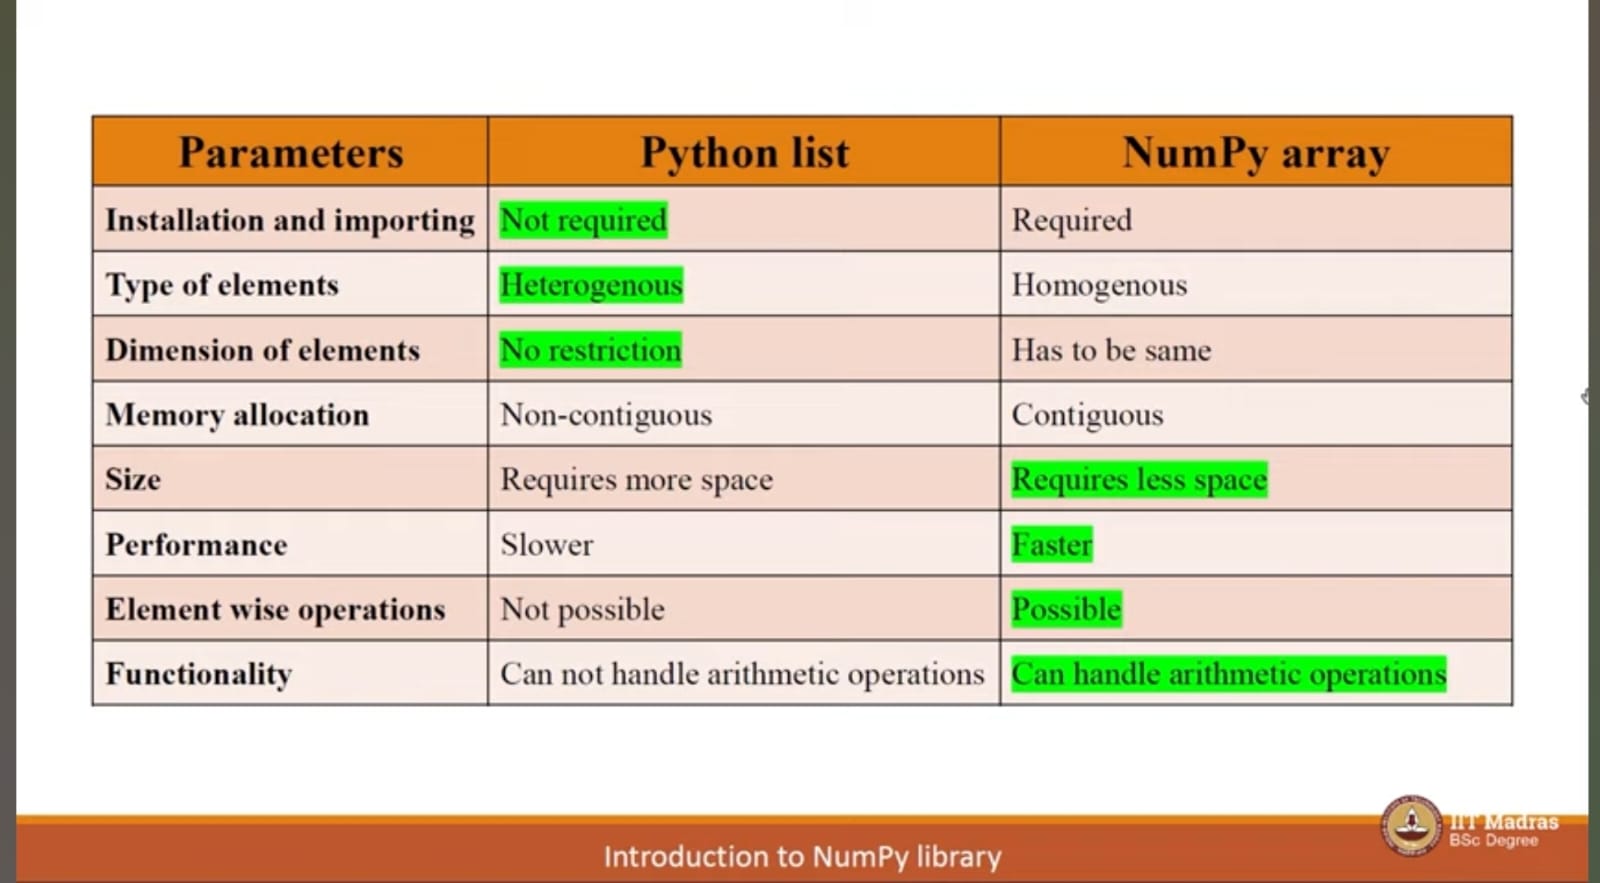 Parameters Python list NumPy array
Installation and importing Not required Required
Type of elements Heterogenous Homogenous
Dimension of elements No restriction Has to be same
Memory allocation Non-contiguous Contiguous
Size Requires more space Requires less space
Performance Slower Faster
Element wise operations Not possible Possible
Functionality Can not handle arithmetic operations Can handle arithmetic operations
IIT Madras
BSc Degree
Introduction to NumPy library